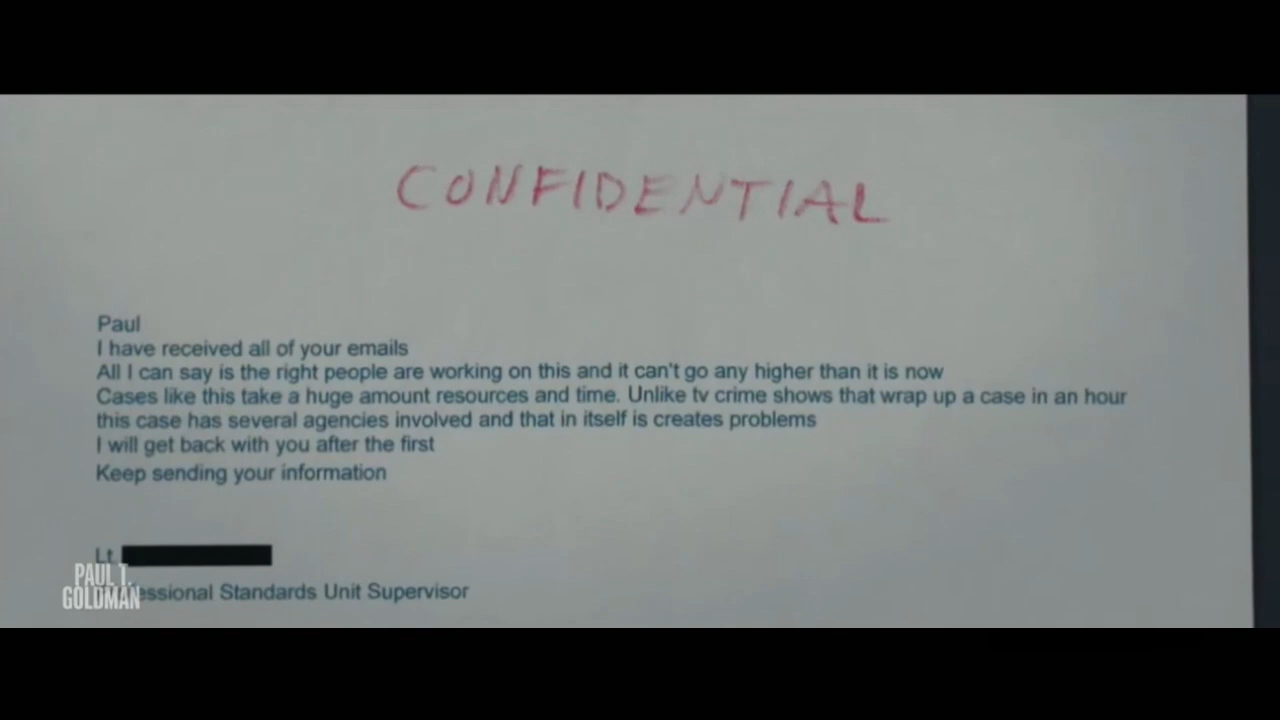 CONFIDENTIAL
Paul
I have received all of your emails
All I can say is the right people are working on this and it can't go any higher than it is now
Cases like this take a huge amount resources and time. Unlike tv crime shows that wrap up a case in an hour
this case has several agencies involved and that in itself is creates problems
I will get back with you after the first
Keep sending your information
Lt
essional Standards Unit Supervisor
PAUL T.
GOLDMAN